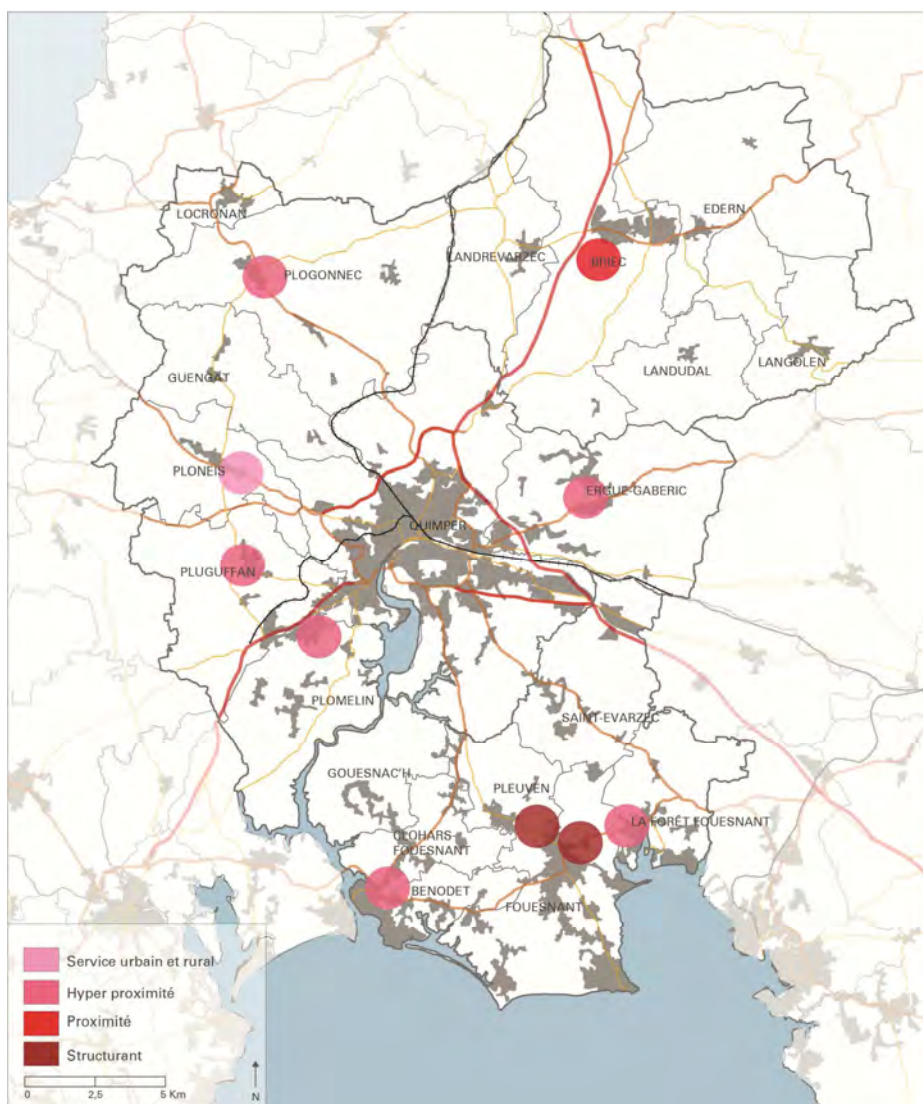 LOCRONAN
EDERN
LANDREVARZEC
BRIEC
PLOGONNEC
LANGOLEN
LANDUDAL
GUENGAT
PLONEIS
ERGUE-GABERIC
QUIMPER
PLUGUFFAN
PLOMELIN
SAINT-EVARZEC
GOUESNAC'H
PLEUVEN
LA FORÊT FOUESNANT
CLOHARS-
FOUESNANT
BENODET
FOUESNANT
Service urbain et rural
Hyper proximité
Proximité
Structurant
0 2,5 5 Km
N